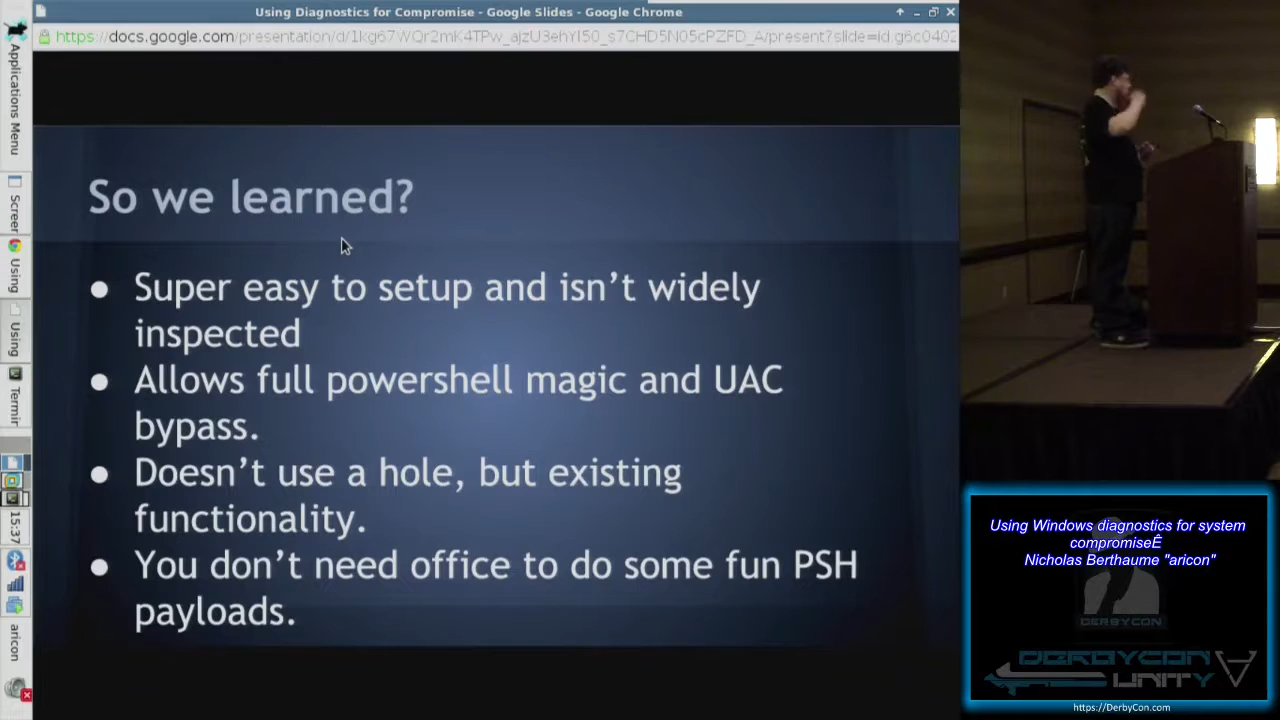 Using Diagnostics for Compromise - Google Slides - Google Chrome
https://docs.google.com/presentation/d/1kg67WQr2mK4TPw_ajzU3ehYI50_s7CHD5N05cPZFD_A/present?slide=id.g6c0402
Applications Menu
Screer
Using
Using
Termir
15:37
aricon
So we learned?
● Super easy to setup and isn't widely
inspected
● Allows full powershell magic and UAC
bypass.
● Doesn't use a hole, but existing
functionality.
● You don't need office to do some fun PSH
payloads.
Using Windows diagnostics for system
compromiseÊ
Nicholas Berthaume "aricon"
DERBYCON
DERBYCON
UNITY
https://DerbyCon.com